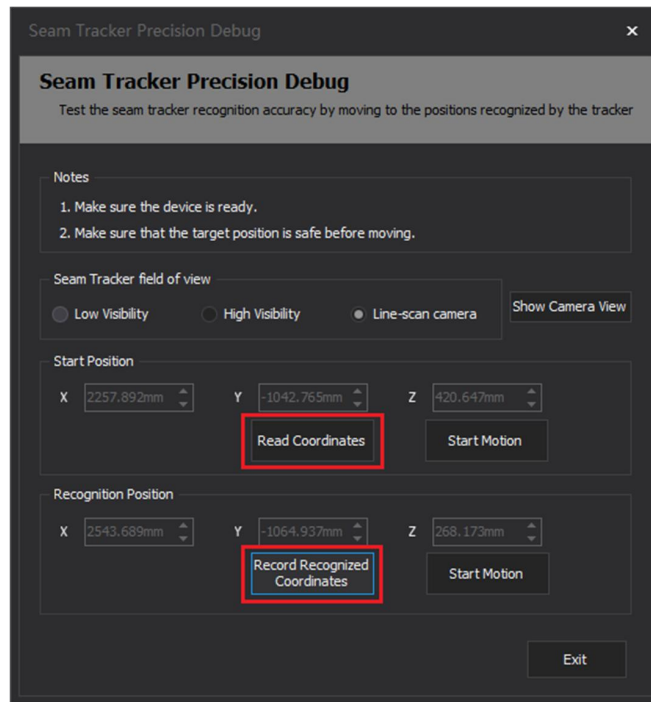 Seam Tracker Precision Debug
Seam Tracker Precision Debug
Test the seam tracker recognition accuracy by moving to the positions recognized by the tracker
Notes
1. Make sure the device is ready.
2. Make sure that the target position is safe before moving.
Seam Tracker field of view
Low Visibility High Visibility Line-scan camera Show Camera View
Start Position
X 2257.892mm Y -1042.765mm Z 420.647mm
Read Coordinates Start Motion
Recognition Position
X 2543.689mm Y -1064.937mm Z 268.173mm
Record Recognized
Coordinates Start Motion
Exit